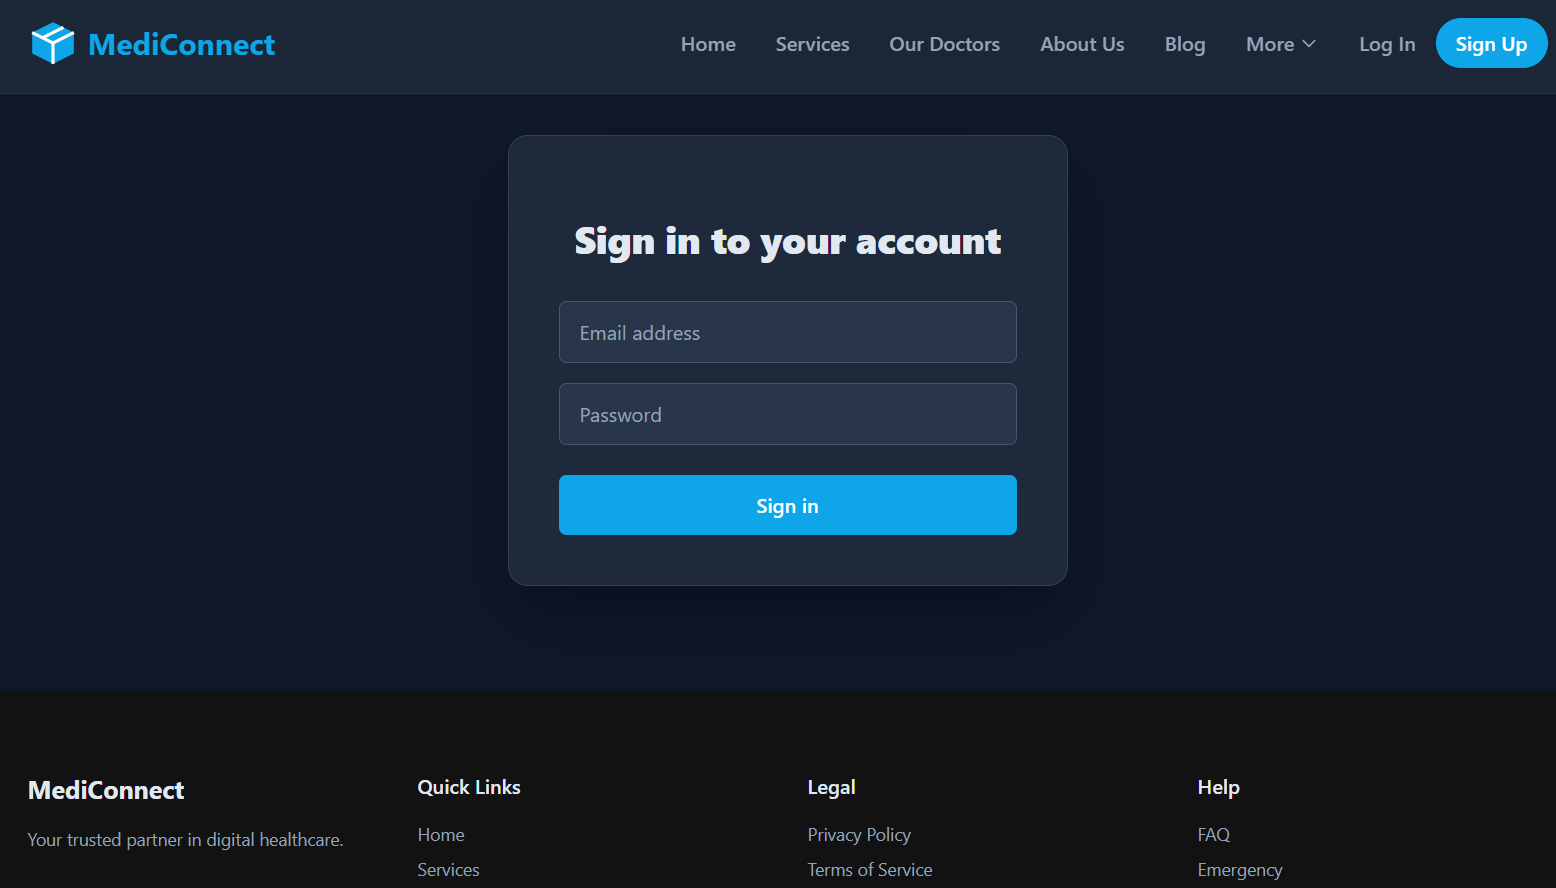 MediConnect
Home Services Our Doctors About Us Blog More Log In Sign Up
Sign in to your account
Email address
Password
Sign in
MediConnect
Your trusted partner in digital healthcare.
Quick Links
Home
Services
Legal
Privacy Policy
Terms of Service
Help
FAQ
Emergency